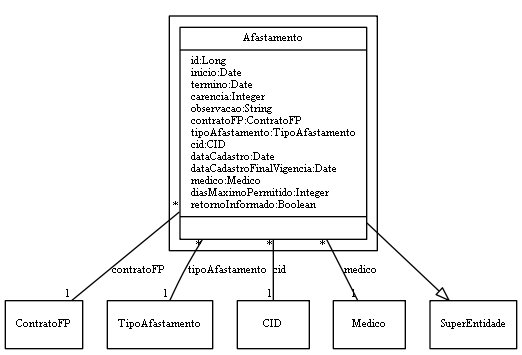 Afastamento
id:Long
inicio:Date
termino:Date
carencia:Integer
observacao:String
contratoFP:ContratoFP
tipoAfastamento:TipoAfastamento
cid:CID
dataCadastro:Date
dataCadastroFinalVigencia:Date
medico:Medico
diasMaximoPermitido:Integer
retornoInformado:Boolean
* * * *
contratoFP tipoAfastamento cid medico
1 1 1 1
ContratoFP TipoAfastamento CID Medico SuperEntidade